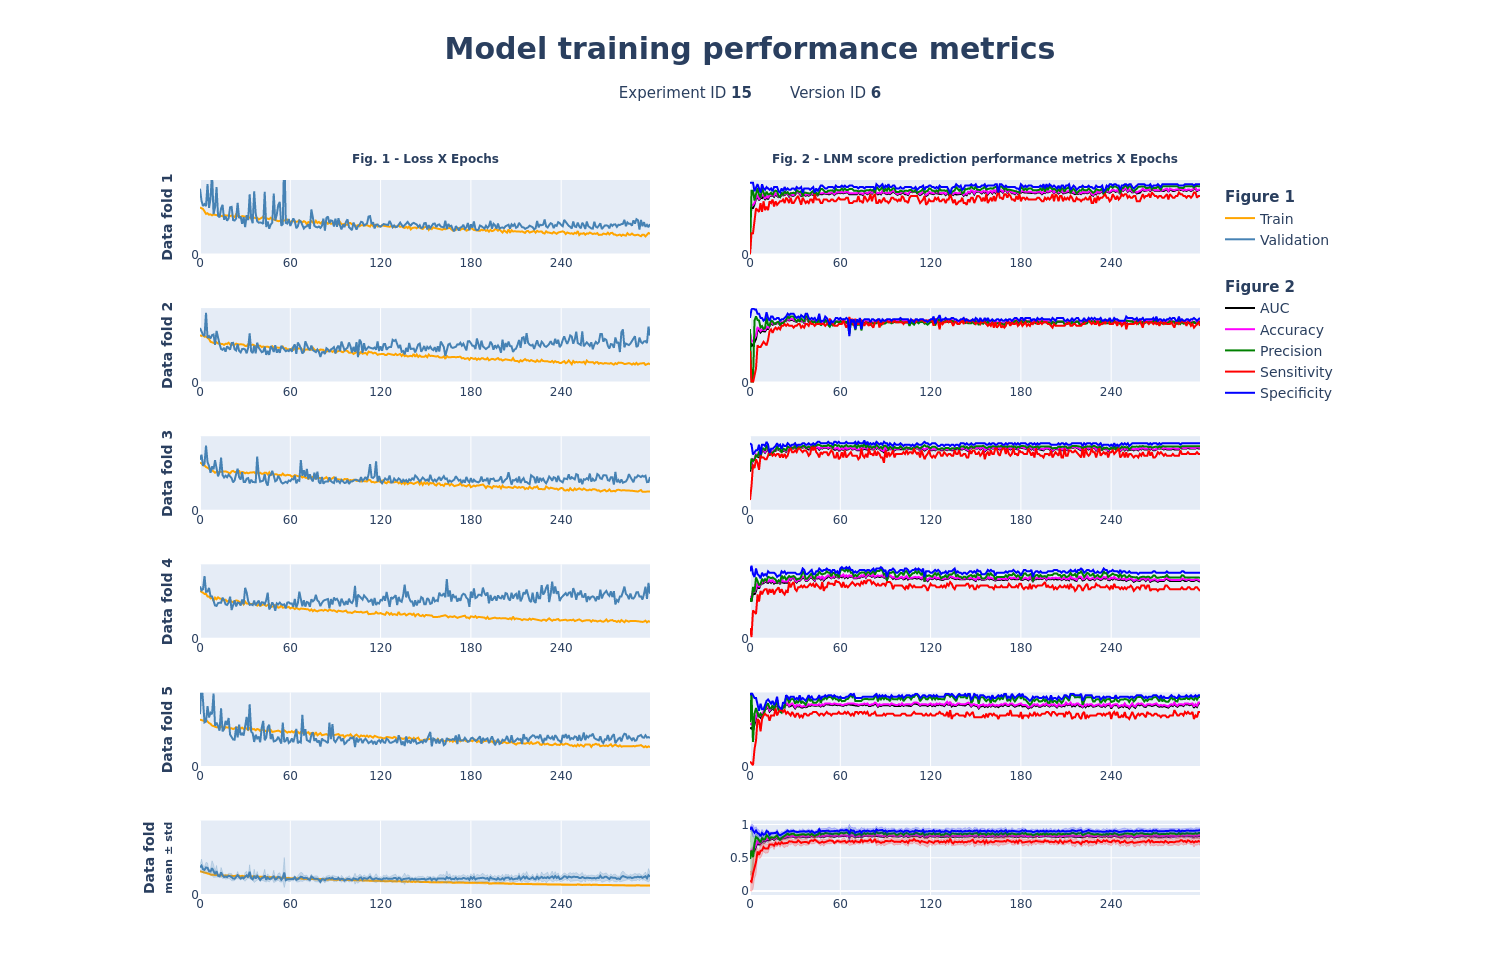 Model training performance metrics
Experiment ID 15 Version ID 6
Fig. 1 - Loss X Epochs
Fig. 2 - LNM score prediction performance metrics X Epochs
Data fold 1
0
0 60 120 180 240
0
0 60 120 180 240
Data fold 2
0
0 60 120 180 240
0
0 60 120 180 240
Data fold 3
0
0 60 120 180 240
0
0 60 120 180 240
Data fold 4
0
0 60 120 180 240
0
0 60 120 180 240
Data fold 5
0
0 60 120 180 240
0
0 60 120 180 240
Data fold
mean ± std
0
0 60 120 180 240
1
0.5
0
0 60 120 180 240
Figure 1
Train
Validation
Figure 2
AUC
Accuracy
Precision
Sensitivity
Specificity